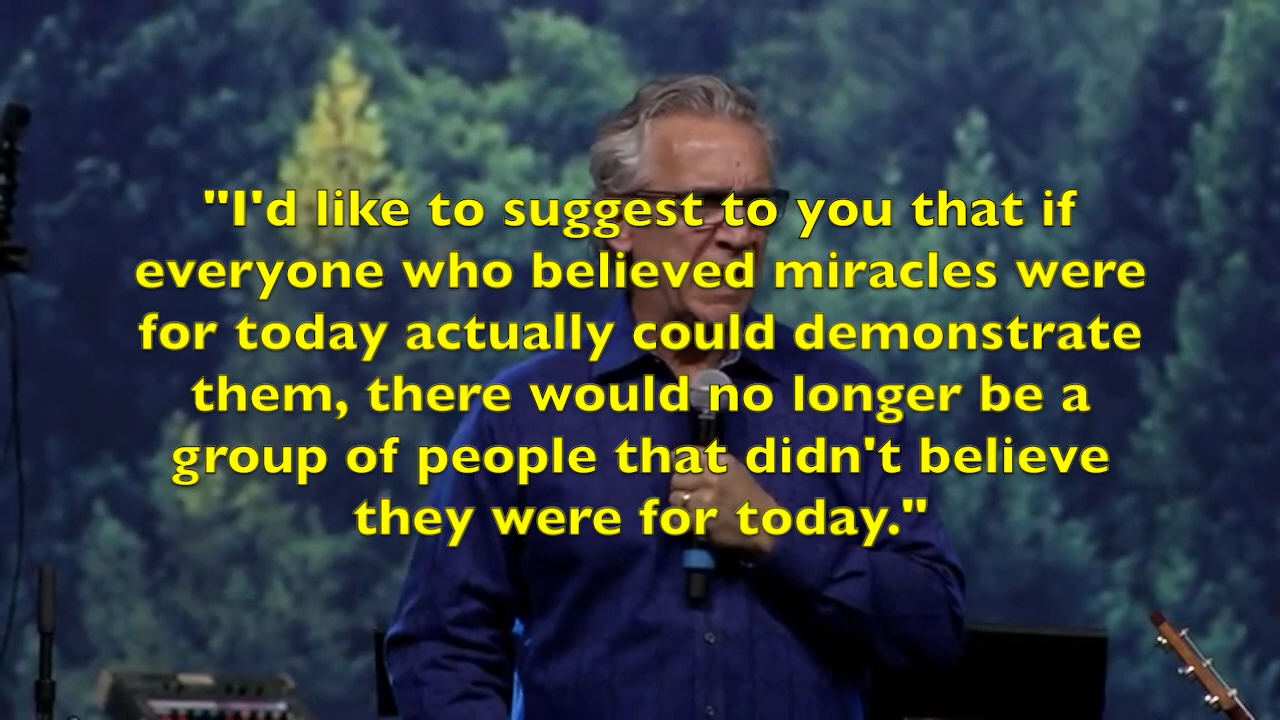 "I'd like to suggest to you that if
everyone who believed miracles were
for today actually could demonstrate
them, there would no longer be a
group of people that didn't believe
they were for today."